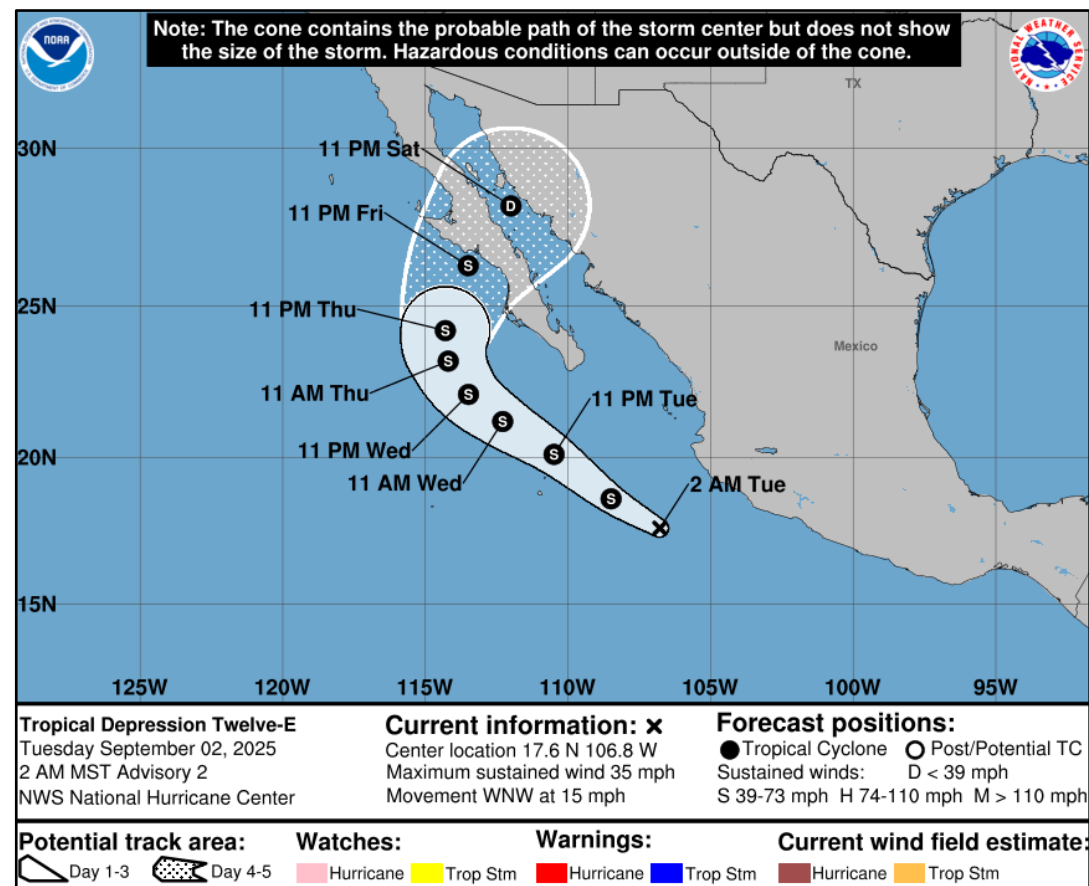 Note: The cone contains the probable path of the storm center but does not show
the size of the storm. Hazardous conditions can occur outside of the cone.
NOAA
NATIONAL WEATHER SERVICE
TX
30N
11 PM Sat
D
11 PM Fri
S
25N
11 PM Thu
S
Mexico
11 AM Thu
S
11 PM Wed
S
11 AM Wed
S
11 PM Tue
S
20N
2 AM Tue
S
15N
125W 120W 115W 110W 105W 100W 95W
Tropical Depression Twelve-E
Tuesday September 02, 2025
2 AM MST Advisory 2
NWS National Hurricane Center
Current information: ×
Center location 17.6 N 106.8 W
Maximum sustained wind 35 mph
Movement WNW at 15 mph
Forecast positions:
Tropical Cyclone Post/Potential TC
Sustained winds: D < 39 mph
S 39-73 mph H 74-110 mph M > 110 mph
Potential track area:
Day 1-3 Day 4-5
Watches:
Hurricane Trop Stm
Warnings:
Hurricane Trop Stm
Current wind field estimate:
Hurricane Trop Stm